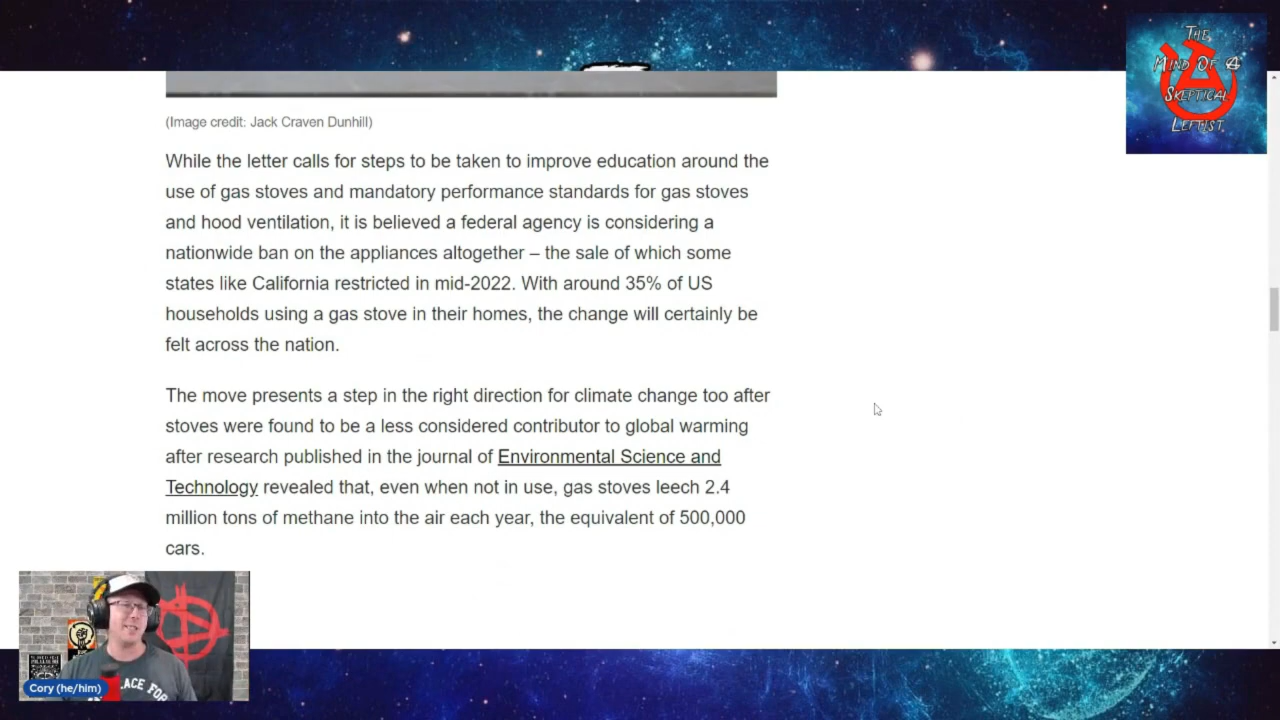 THE
MIND OF A
SKEPTICAL
LEFTIST
(Image credit: Jack Craven Dunhill)
While the letter calls for steps to be taken to improve education around the
use of gas stoves and mandatory performance standards for gas stoves
and hood ventilation, it is believed a federal agency is considering a
nationwide ban on the appliances altogether – the sale of which some
states like California restricted in mid-2022. With around 35% of US
households using a gas stove in their homes, the change will certainly be
felt across the nation.
The move presents a step in the right direction for climate change too after
stoves were found to be a less considered contributor to global warming
after research published in the journal of Environmental Science and
Technology revealed that, even when not in use, gas stoves leech 2.4
million tons of methane into the air each year, the equivalent of 500,000
cars.
Cory (he/him)
ACE FOR